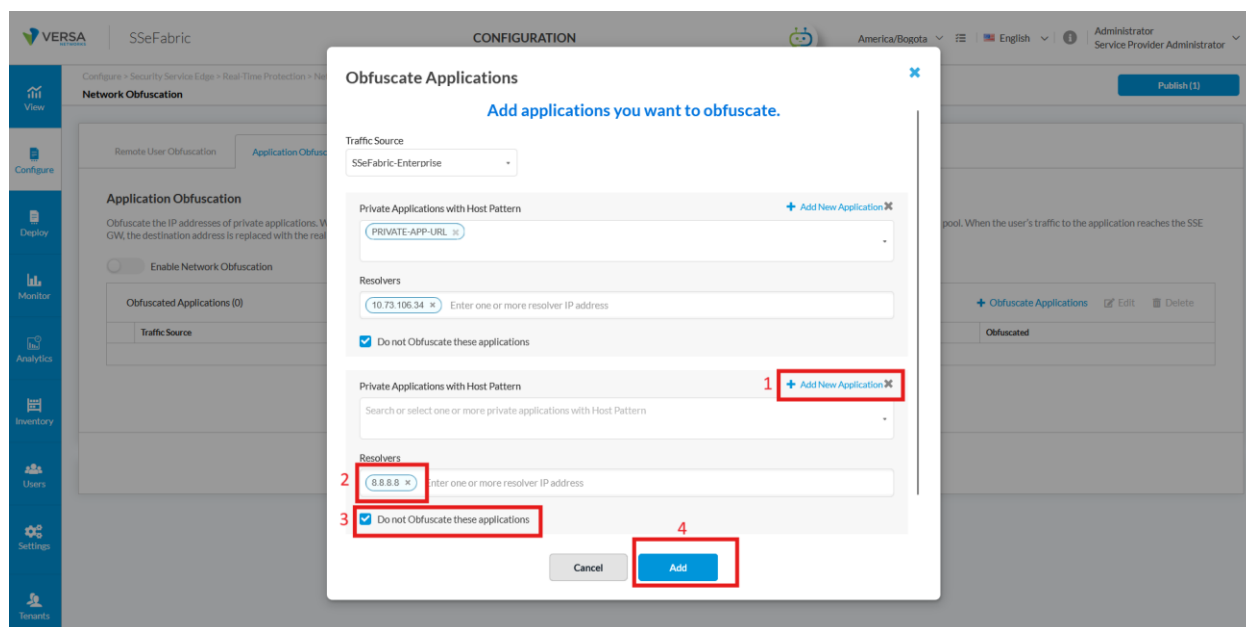 VERSA
NETWORKS
SSeFabric
CONFIGURATION
America/Bogota
English
Administrator
Service Provider Administrator
View
Configure
Deploy
Monitor
Analytics
Inventory
Users
Settings
Tenants
Configure > Security Service Edge > Real-Time Protection >
Network Obfuscation
Publish (1)
Remote User Obfuscation
Application Obfusc
Application Obfuscation
Obfuscate the IP addresses of private applications. W
pool. When the user's traffic to the application reaches the SSE
GW, the destination address is replaced with the real
Enable Network Obfuscation
Obfuscated Applications (0)
+ Obfuscate Applications Edit Delete
Traffic Source
Obfuscated
Obfuscate Applications
Add applications you want to obfuscate.
Traffic Source
SSeFabric-Enterprise
Private Applications with Host Pattern
+ Add New Application
PRIVATE-APP-URL ×
Resolvers
10.73.106.34 × Enter one or more resolver IP address
Do not Obfuscate these applications
Private Applications with Host Pattern
1 + Add New Application
Search or select one or more private applications with Host Pattern
Resolvers
2 8.8.8.8 × nter one or more resolver IP address
3 Do not Obfuscate these applications
4
Cancel
Add